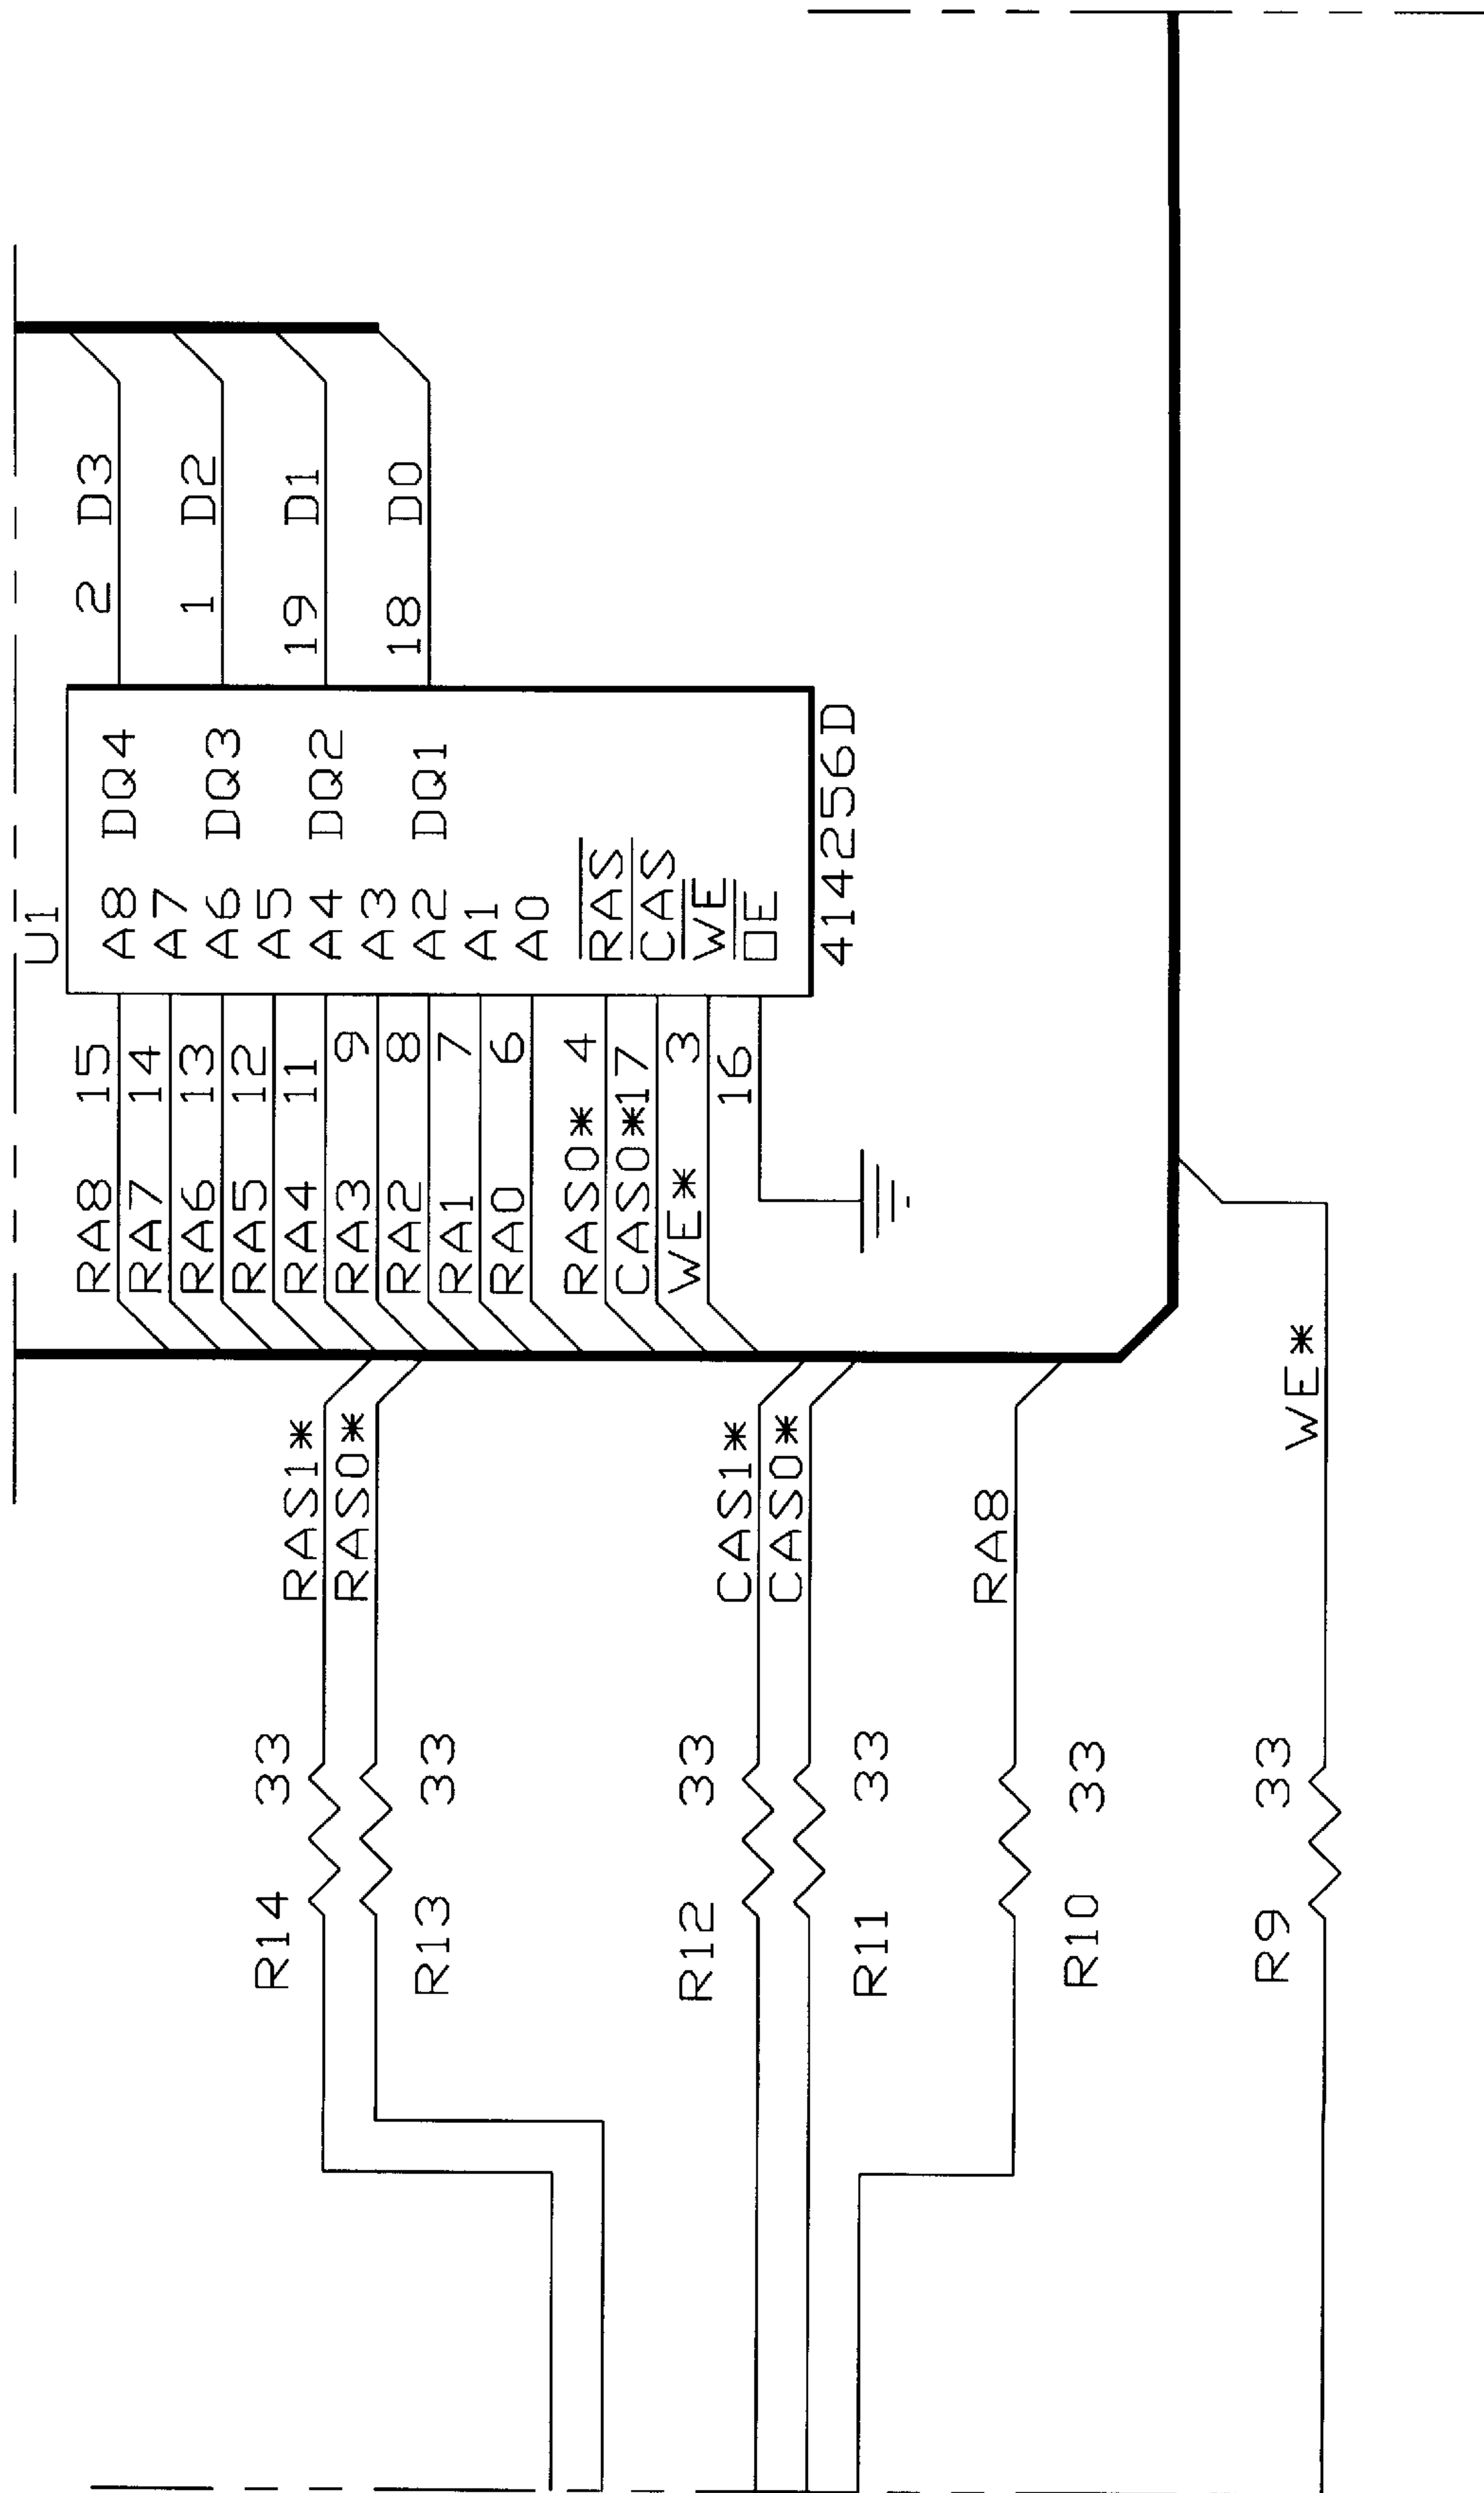 U1
RA8 15 A8 DQ4 2 D3
RA7 14 A7
RA6 13 A6 DQ3 1 D2
RA5 12 A5
RA4 11 A4 DQ2 19 D1
RA3 9 A3
RA2 8 A2 DQ1 18 D0
RA1 7 A1
RA0 6 A0
RAS0* 4 RAS
CAS0* 17 CAS
WE* 3 WE
16 OE
414256D
R14 33 RAS1*
RAS0*
R13 33
R12 33 CAS1*
CAS0*
R11 33
RA8
R10 33
R9 33 WE*